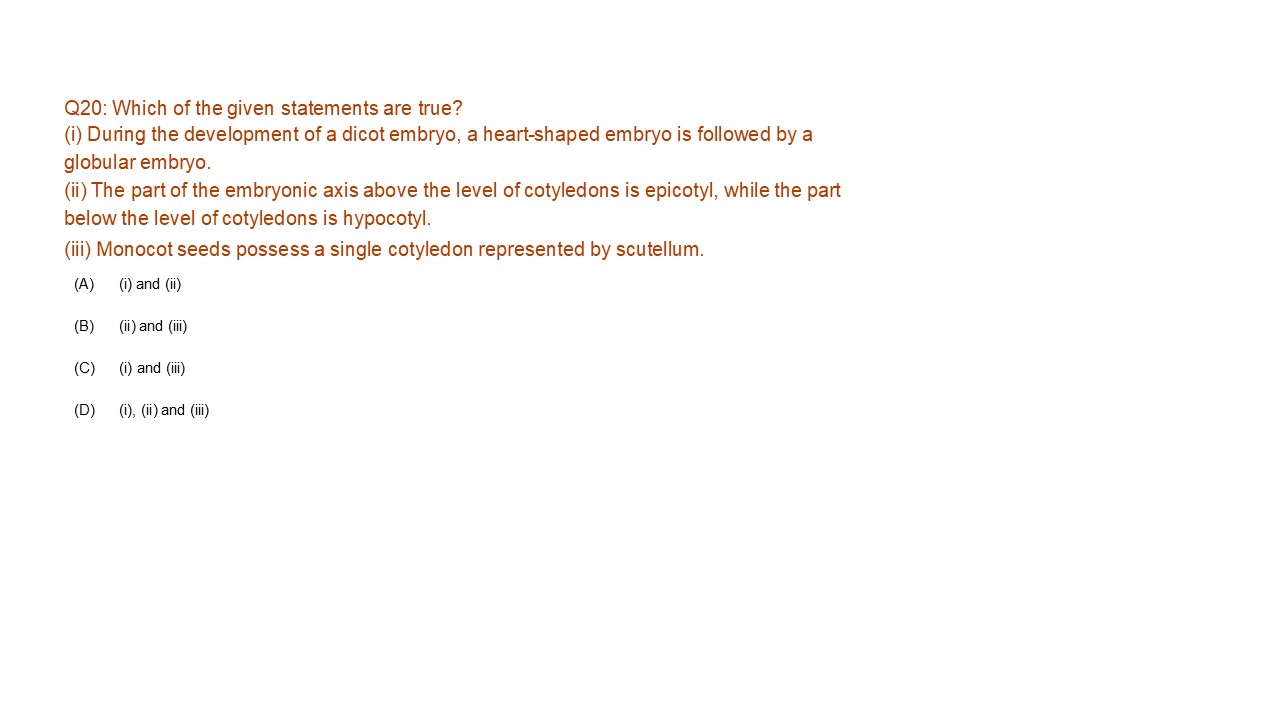 Q20: Which of the given statements are true?
(i) During the development of a dicot embryo, a heart-shaped embryo is followed by a
globular embryo.
(ii) The part of the embryonic axis above the level of cotyledons is epicotyl, while the part
below the level of cotyledons is hypocotyl.
(iii) Monocot seeds possess a single cotyledon represented by scutellum.
(A) (i) and (ii)
(B) (ii) and (iii)
(C) (i) and (iii)
(D) (i), (ii) and (iii)